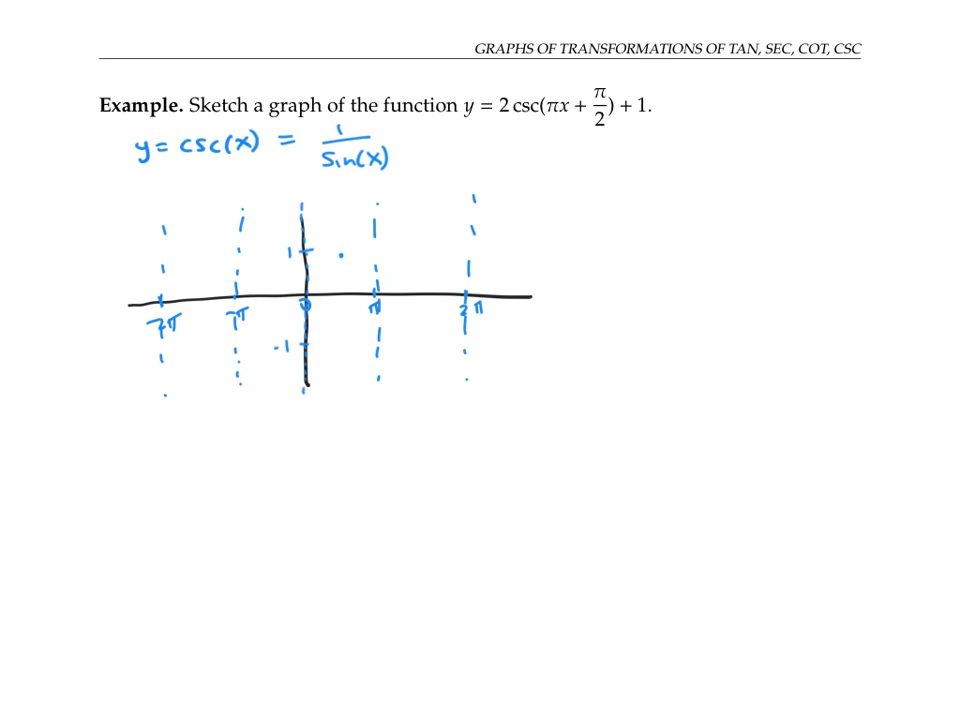 GRAPHS OF TRANSFORMATIONS OF TAN, SEC, COT, CSC
Example. Sketch a graph of the function y = 2 csc(πx + π/2) + 1.
y = csc(x) = 1/sin(x)
1
-2π -π 0 π 2π
-1